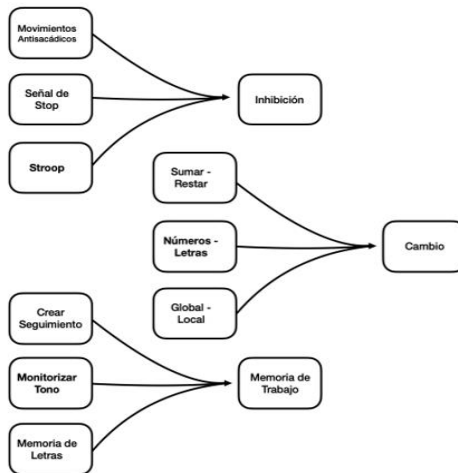 Movimientos
Antisacádicos
Señal de
Stop
Inhibición
Stroop
Sumar -
Restar
Números -
Letras
Cambio
Global -
Local
Crear
Seguimiento
Monitorizar
Tono
Memoria de
Trabajo
Memoria de
Letras